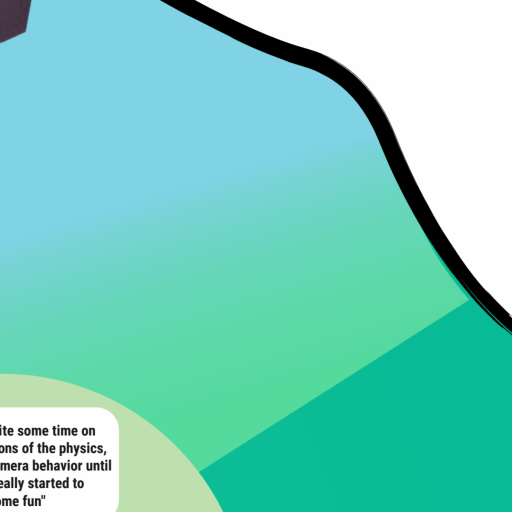 ite some time on
ons of the physics,
mera behavior until
eally started to
ome fun"